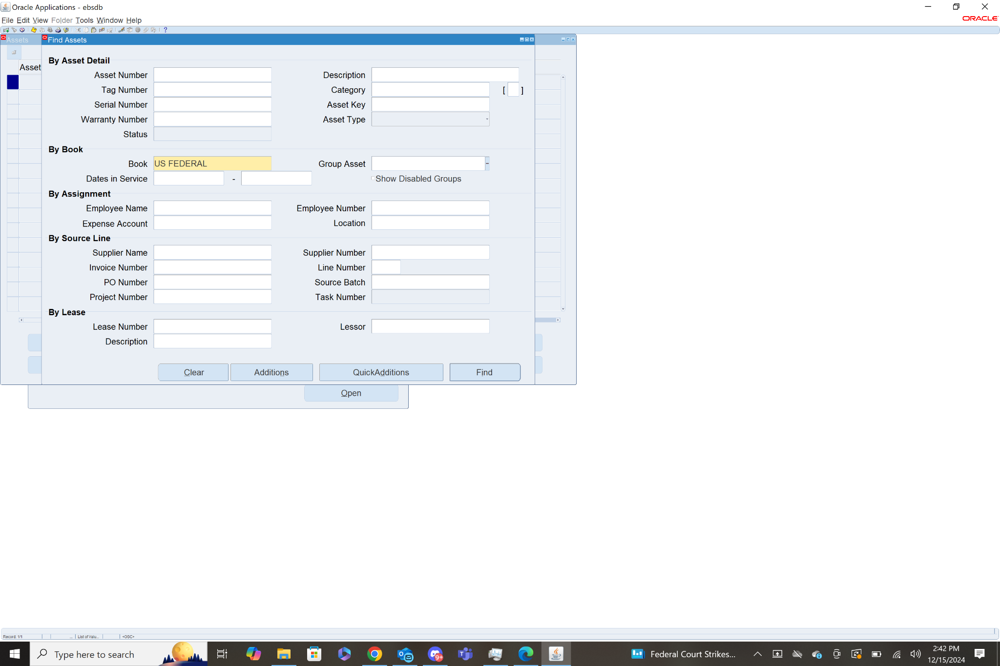 Oracle Applications - ebsdb
File Edit View Folder Tools Window Help
ORACLE
Assets
Find Assets
Asset
By Asset Detail
Asset Number
Description
Tag Number
Category
[ ]
Serial Number
Asset Key
Warranty Number
Asset Type
Status
By Book
Book US FEDERAL
Group Asset
Dates in Service -
Show Disabled Groups
By Assignment
Employee Name
Employee Number
Expense Account
Location
By Source Line
Supplier Name
Supplier Number
Invoice Number
Line Number
PO Number
Source Batch
Project Number
Task Number
By Lease
Lease Number
Lessor
Description
Clear
Additions
QuickAdditions
Find
Open
Record: 1/1 ... List of Valu... <OSC>
Type here to search
9+
Federal Court Strikes...
2:42 PM
12/15/2024